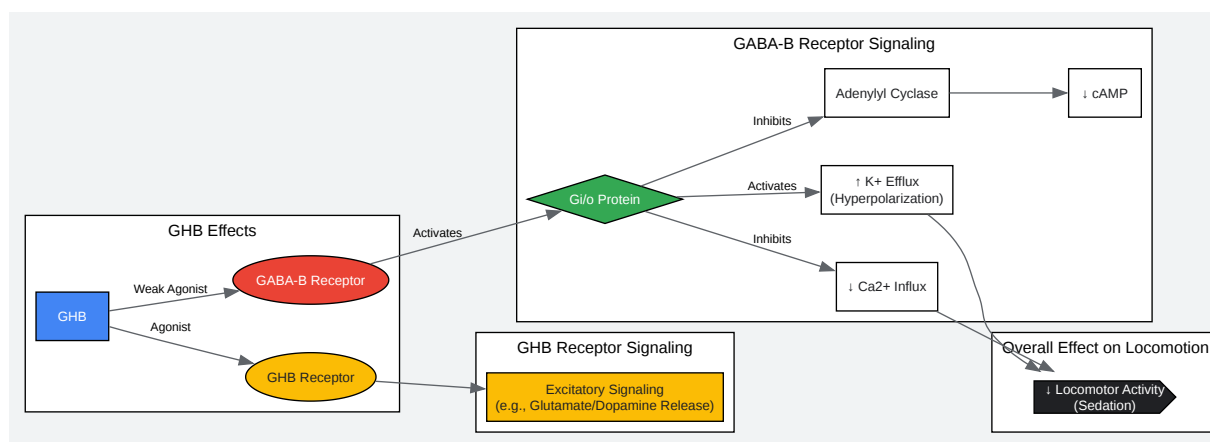 GABA-B Receptor Signaling
Adenylyl Cyclase
↓ cAMP
Inhibits
Gi/o Protein
Activates
↑ K+ Efflux
(Hyperpolarization)
Inhibits
↓ Ca2+ Influx
GHB Effects
Activates
GABA-B Receptor
Weak Agonist
GHB
Agonist
GHB Receptor
GHB Receptor Signaling
Excitatory Signaling
(e.g., Glutamate/Dopamine Release)
Overall Effect on Locomotion
↓ Locomotor Activity
(Sedation)